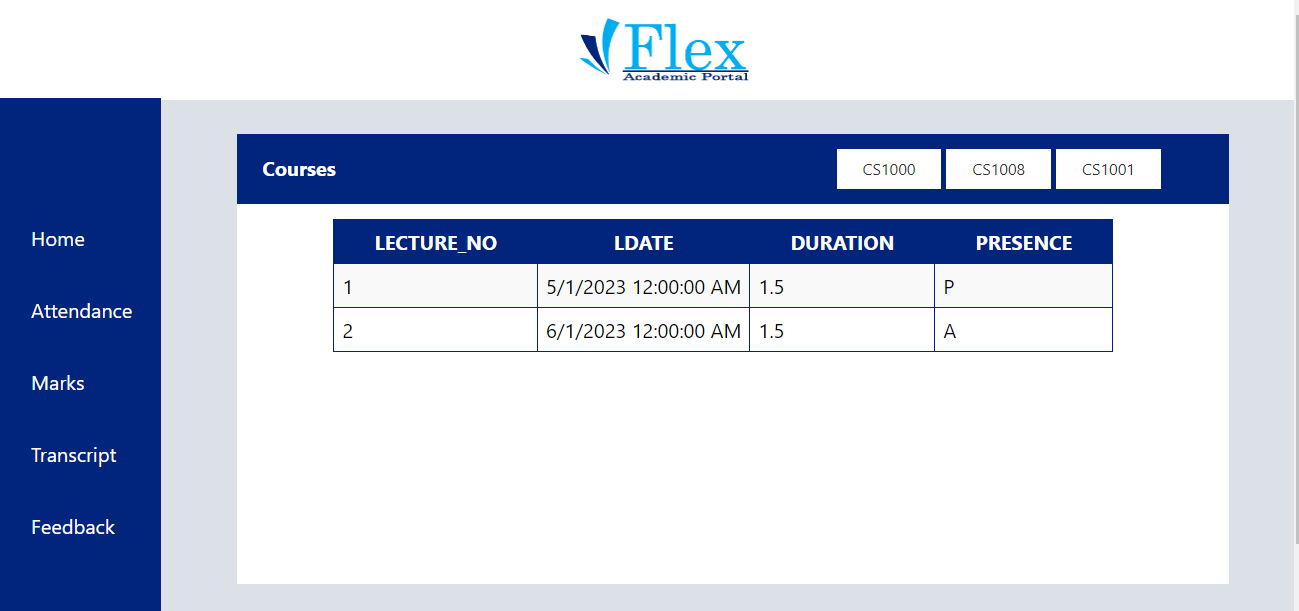 Flex
Academic Portal
Courses
CS1000 CS1008 CS1001
Home
Attendance
Marks
Transcript
Feedback
LECTURE_NO LDATE DURATION PRESENCE
1 5/1/2023 12:00:00 AM 1.5 P
2 6/1/2023 12:00:00 AM 1.5 A